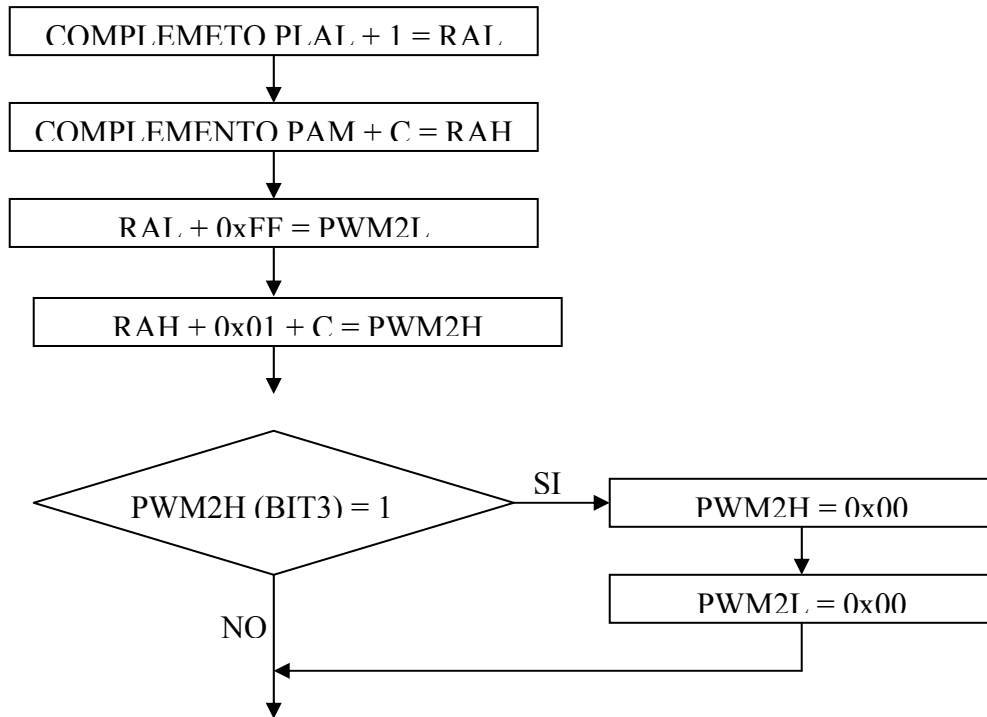 COMPLEMETO PLAL + 1 = RAL
COMPLEMENTO PAM + C = RAH
RAL + 0xFF = PWM2L
RAH + 0x01 + C = PWM2H
PWM2H (BIT3) = 1
SI
PWM2H = 0x00
PWM2L = 0x00
NO